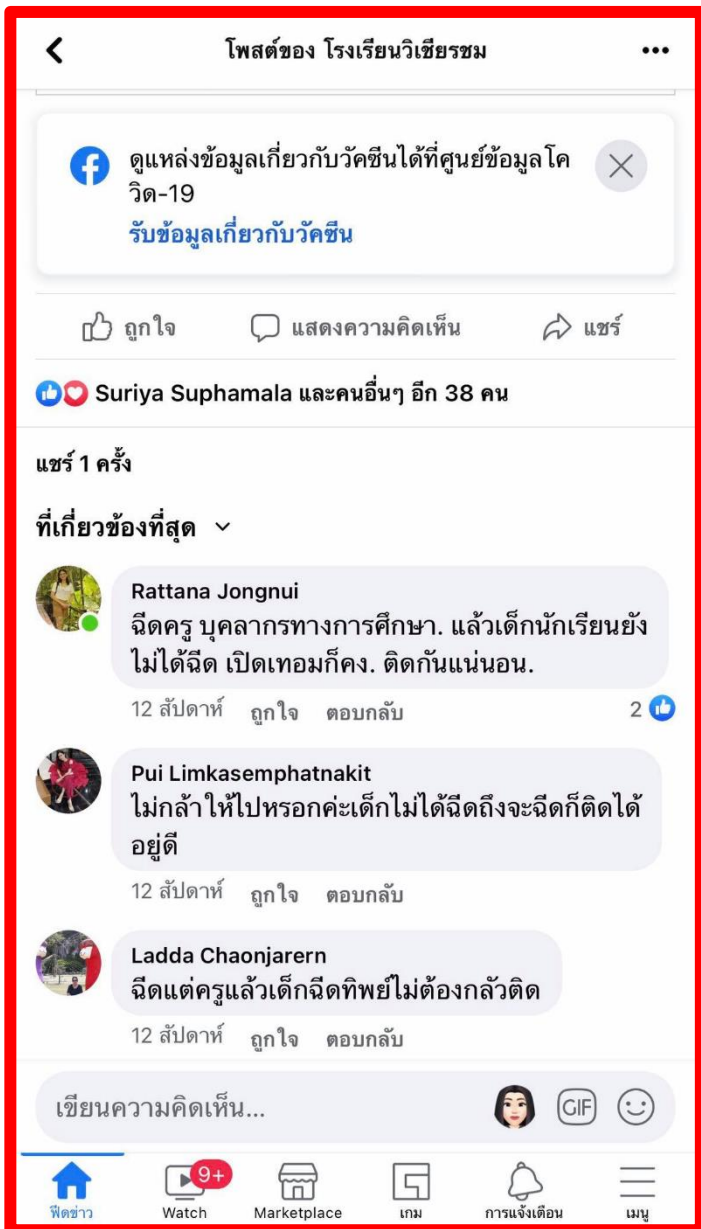 โพสต์ของ โรงเรียนวิเชียรชม
ดูแหล่งข้อมูลเกี่ยวกับวัคซีนได้ที่ศูนย์ข้อมูลโค
วิด-19
รับข้อมูลเกี่ยวกับวัคซีน
ถูกใจ แสดงความคิดเห็น แชร์
Suriya Suphamala และคนอื่นๆ อีก 38 คน
แชร์ 1 ครั้ง
ที่เกี่ยวข้องที่สุด
Rattana Jongnui
ฉีดครู บุคลากรทางการศึกษา. แล้วเด็กนักเรียนยัง
ไม่ได้ฉีด เปิดเทอมก็คง. ติดกันแน่นอน.
12 สัปดาห์ ถูกใจ ตอบกลับ 2
Pui Limkasemphatnakit
ไม่กล้าให้ไปหรอกค่ะเด็กไม่ได้ฉีดถึงจะฉีดก็ติดได้
อยู่ดี
12 สัปดาห์ ถูกใจ ตอบกลับ
Ladda Chaonjarern
ฉีดแต่ครูแล้วเด็กฉีดทิพย์ไม่ต้องกลัวติด
12 สัปดาห์ ถูกใจ ตอบกลับ
เขียนความคิดเห็น... GIF
9+
ฟีดข่าว Watch Marketplace เกม การแจ้งเตือน เมนู